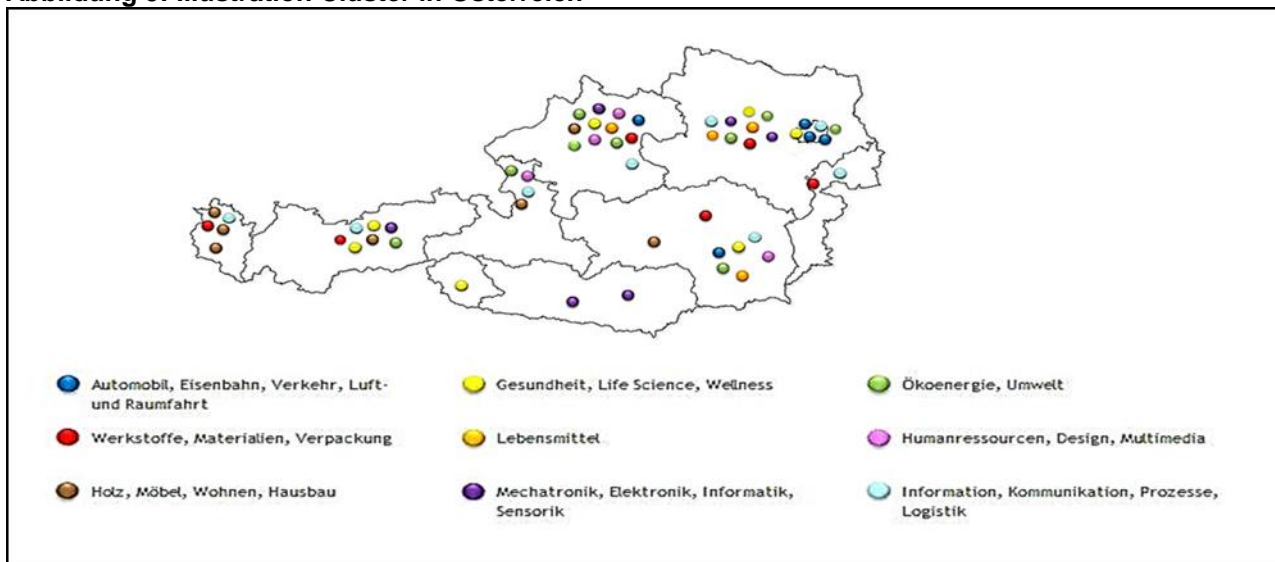 Abbildung Illustration Cluster in Österreich
Automobil, Eisenbahn, Verkehr, Luft-
und Raumfahrt
Gesundheit, Life Science, Wellness
Ökoenergie, Umwelt
Werkstoffe, Materialien, Verpackung
Lebensmittel
Humanressourcen, Design, Multimedia
Holz, Möbel, Wohnen, Hausbau
Mechatronik, Elektronik, Informatik,
Sensorik
Information, Kommunikation, Prozesse,
Logistik